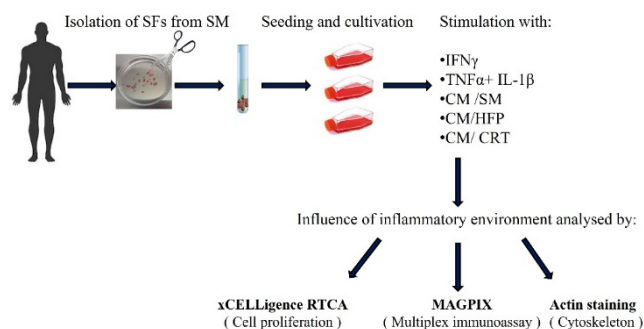 Isolation of SFs from SM
Seeding and cultivation
Stimulation with:
•IFNγ
•TNFα+ IL-1β
•CM /SM
•CM/HFP
•CM/ CRT
Influence of inflammatory environment analysed by:
xCELLigence RTCA
( Cell proliferation )
MAGPIX
( Multiplex immunoassay )
Actin staining
( Cytoskeleton )